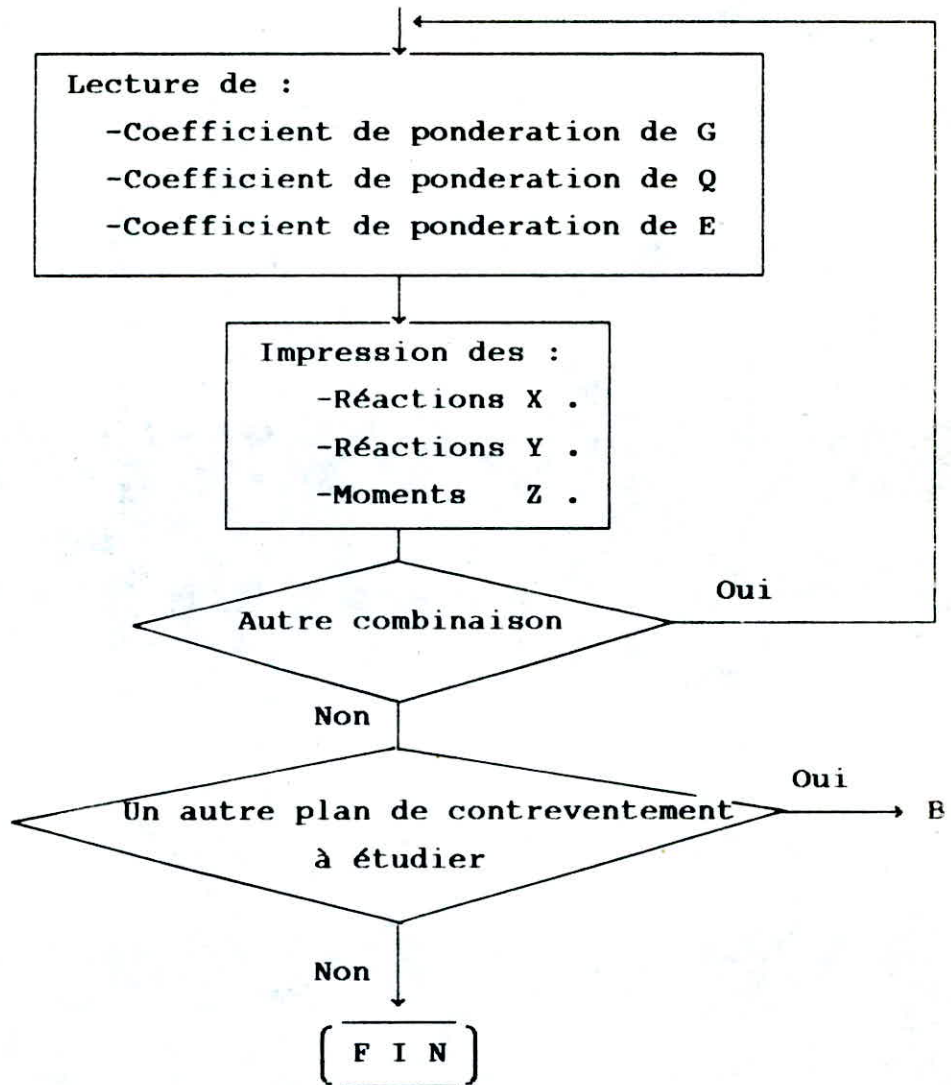 Lecture de :
-Coefficient de ponderation de G
-Coefficient de ponderation de Q
-Coefficient de ponderation de E
Impression des :
-Réactions X .
-Réactions Y .
-Moments Z .
Autre combinaison
Oui
Non
Un autre plan de contreventement
à étudier
Oui
B
Non
F I N